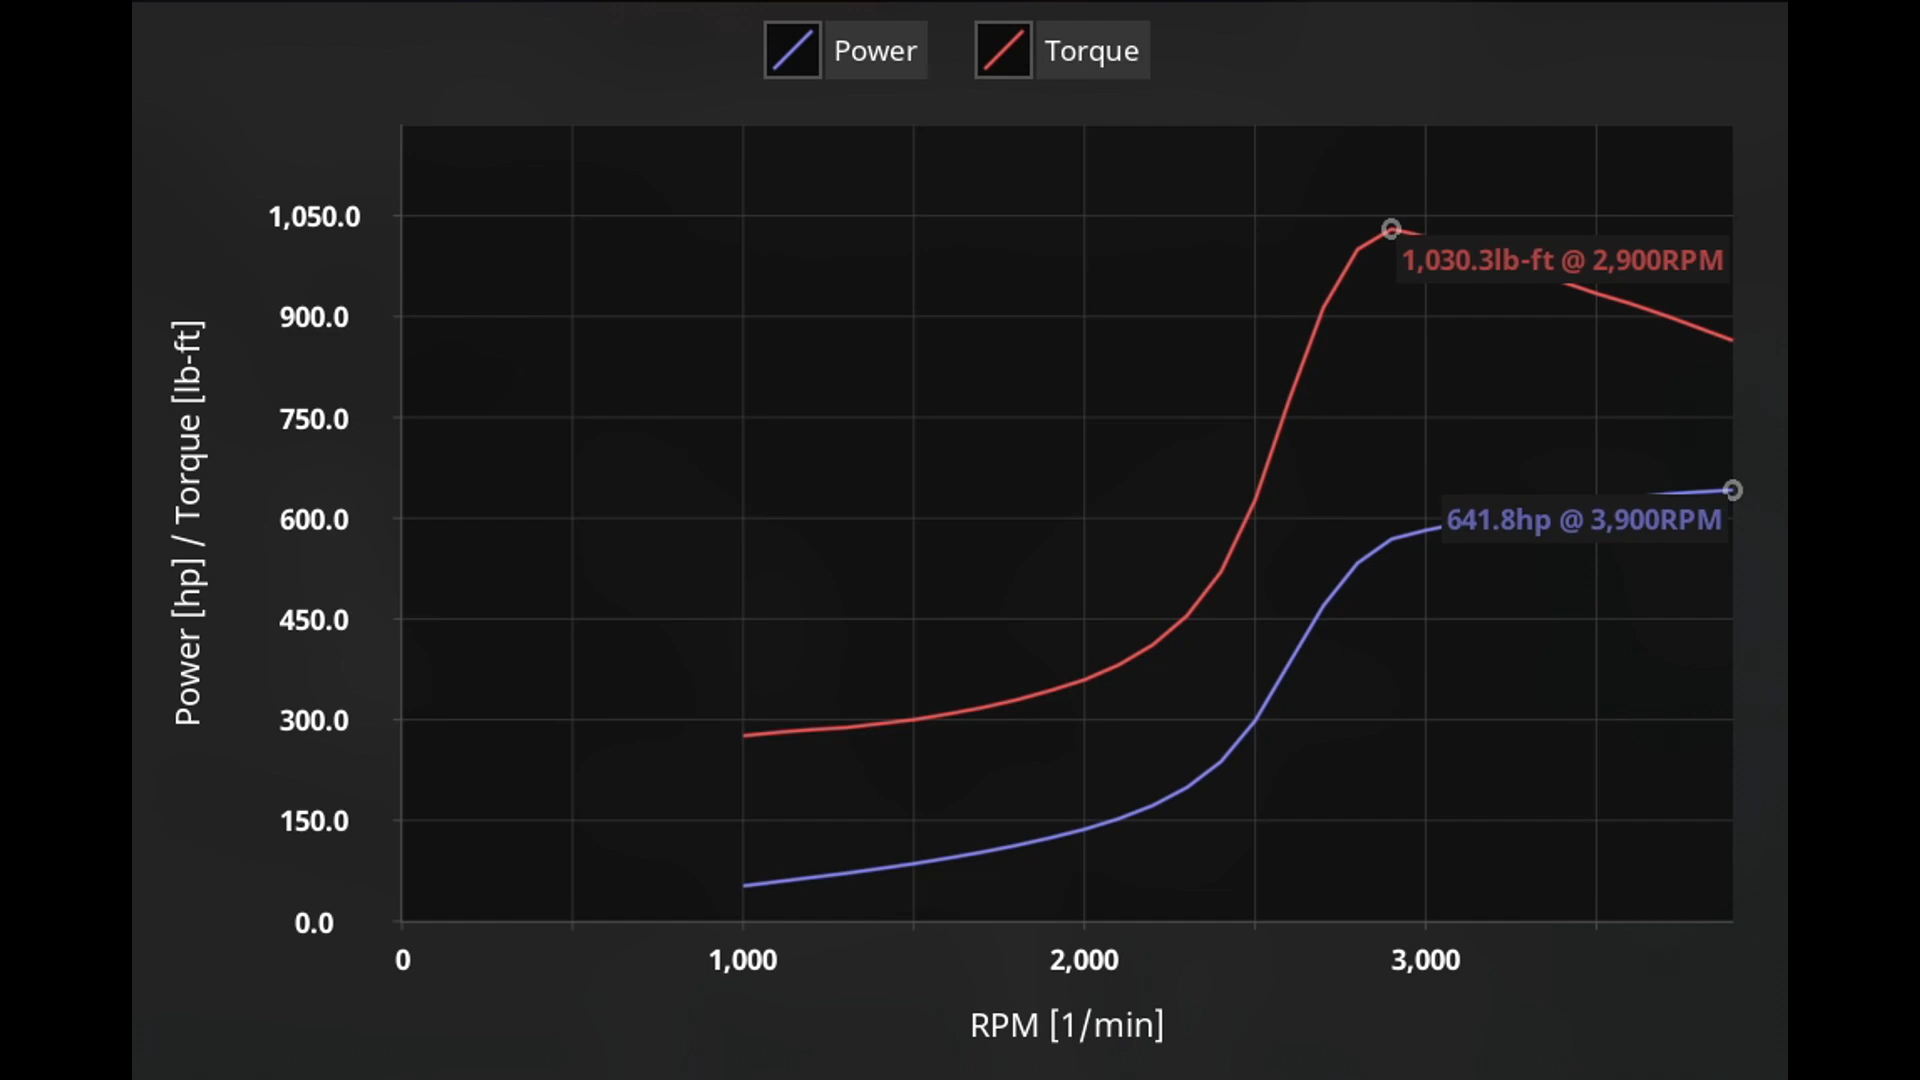 Power Torque
1,050.0
900.0
750.0
600.0
450.0
300.0
150.0
0.0
Power [hp] / Torque [lb-ft]
1,030.3lb-ft @ 2,900RPM
641.8hp @ 3,900RPM
0 1,000 2,000 3,000
RPM [1/min]